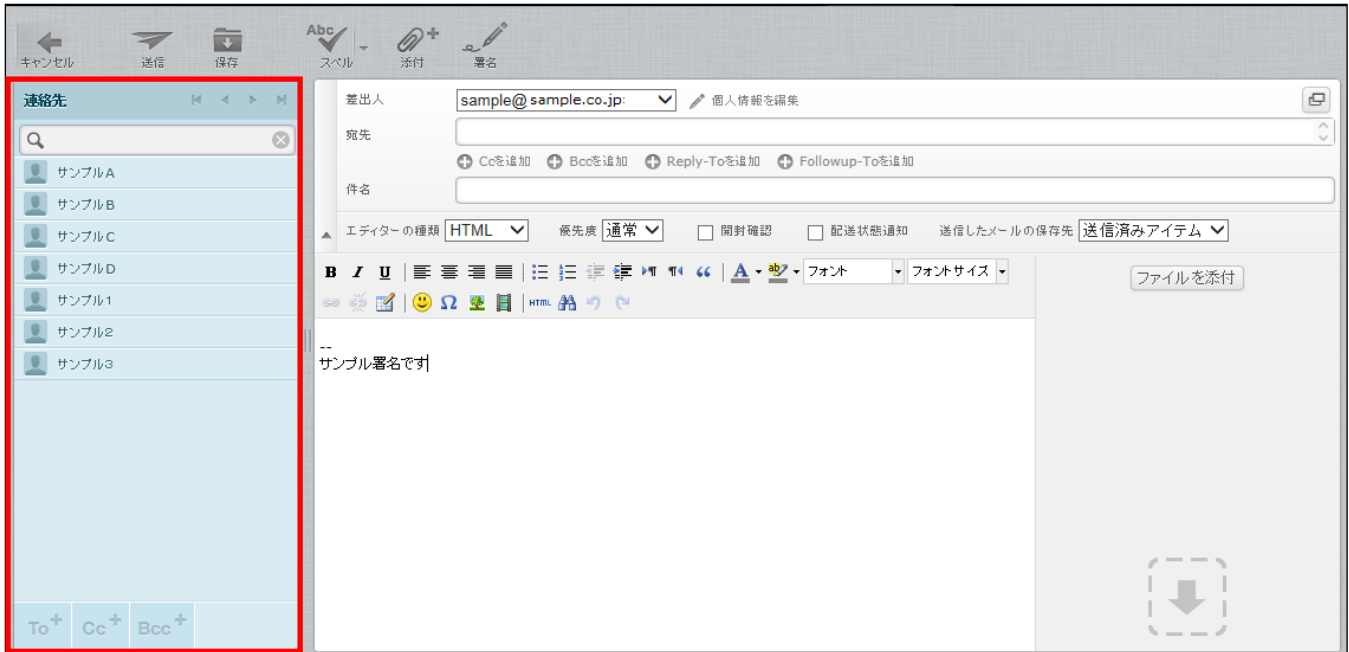 Abc
キャンセル 送信 保存 スペル 添付 署名
連絡先
サンプルA
サンプルB
サンプルC
サンプルD
サンプル1
サンプル2
サンプル3
To+ Cc+ Bcc+
差出人 sample@sample.co.jp: 個人情報を編集
宛先
Ccを追加 Bccを追加 Reply-Toを追加 Followup-Toを追加
件名
エディターの種類 HTML 優先度 通常 開封確認 配送状態通知 送信したメールの保存先 送信済みアイテム
B I U A ab フォント フォントサイズ
Ω HTML
ファイルを添付
--
サンプル署名です